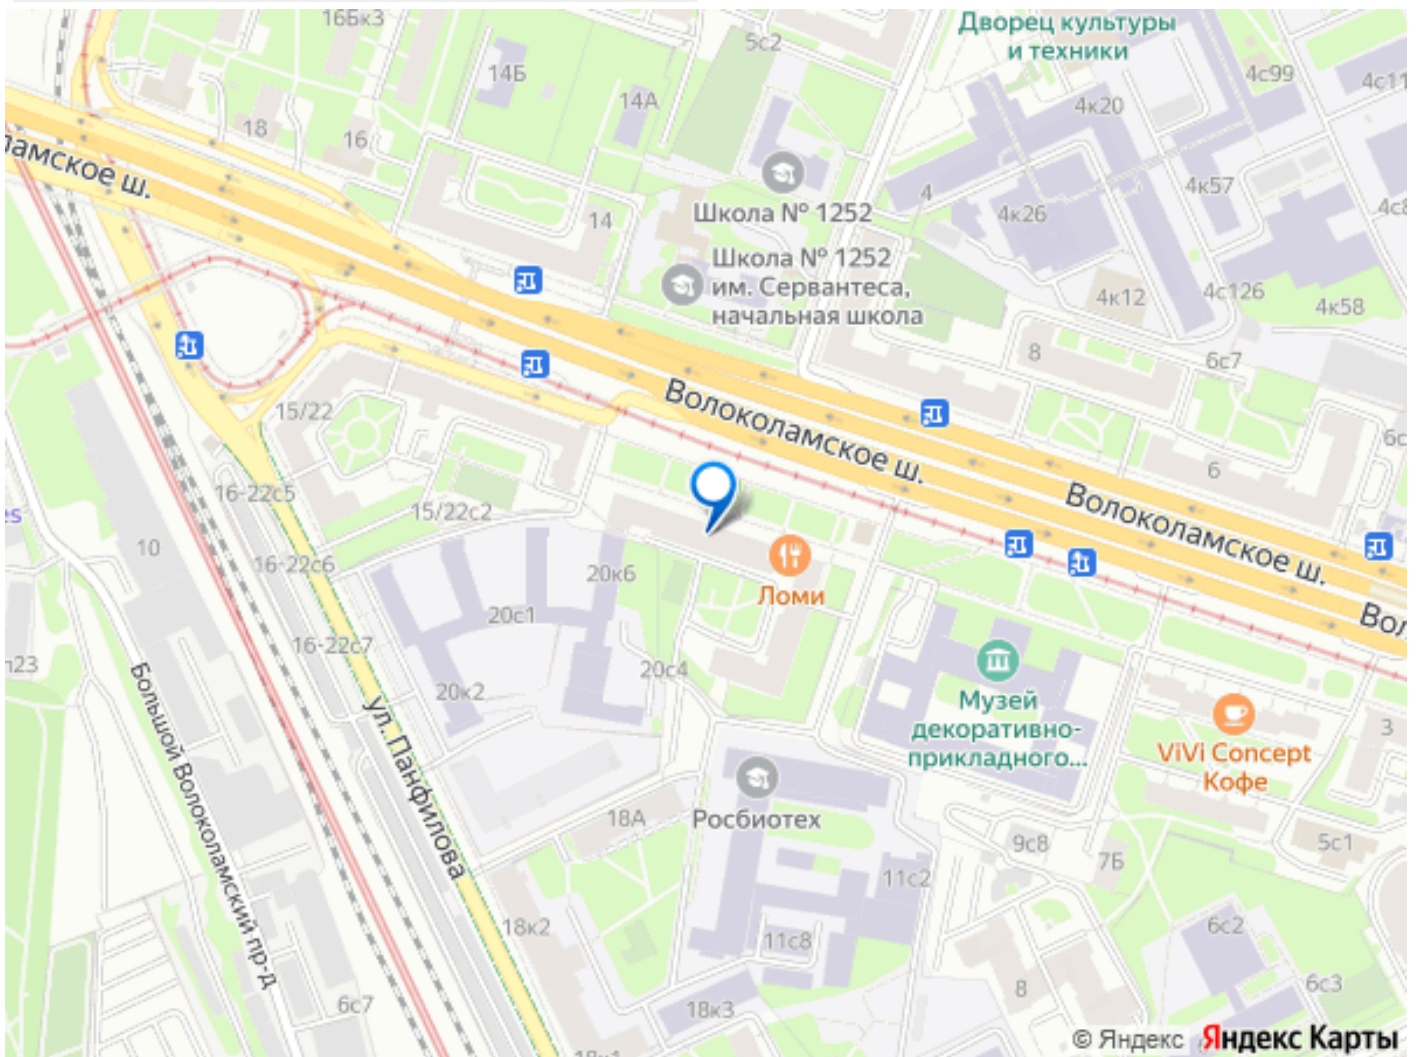 16Бк3
5с2
Дворец культуры
и техники
14Б
14А
4с99
4с11
4к20
18
16
ламское ш.
4
4к57
4с8
Школа № 1252
14
4к26
Школа № 1252
им. Сервантеса,
начальная школа
4к12
4с126
4к58
8
6с7
15/22
Волоколамское ш.
6с
6
Волоколамское ш.
16-22с5
15/22с2
es
10
16-22с6
20к6
Ломи
20с1
Вол
16-22с7
20с4
20к2
Музей
декоративно-
прикладного...
ViVi Concept
Кофе
3
ул. Панфилова
Большой Волоколамский пр-д
18А
Росбиотех
9с8
7Б
5с1
11с2
18к2
11с8
6с2
8
6с3
6с7
18к3
© Яндекс Яндекс Карты